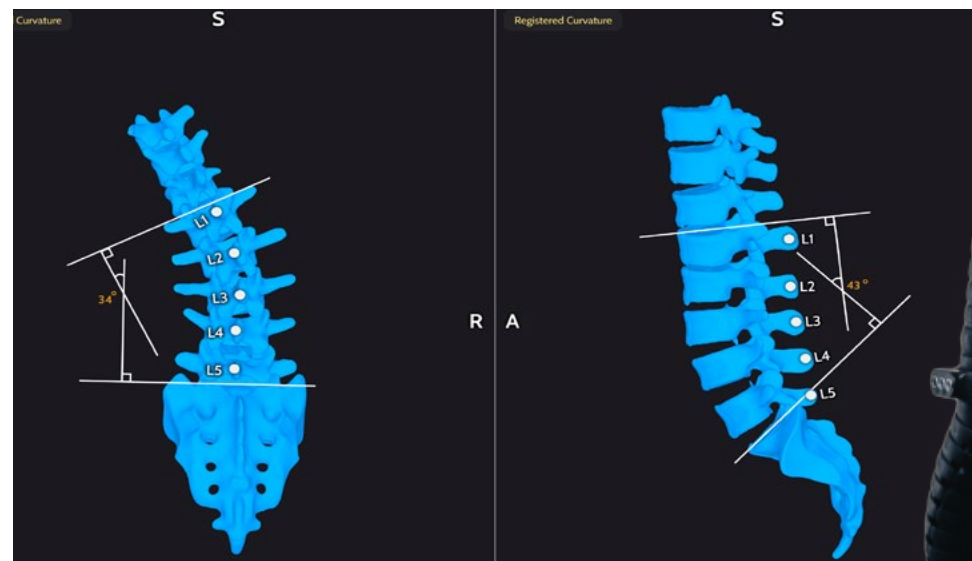 Curvature
S
L1
L2
34°
L3
L4
L5
R
Registered Curvature
S
A
L1
L2
43°
L3
L4
L5